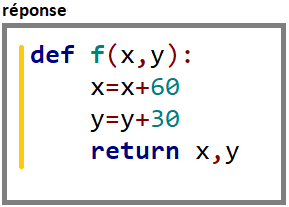 réponse
def f(x,y):
    x=x+60
    y=y+30
    return x,y